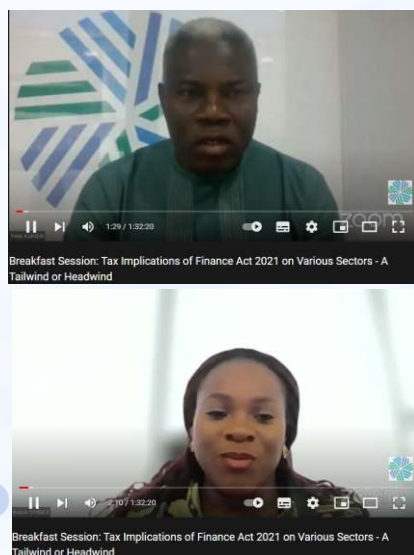 1:29 / 1:32:20
zoom
Breakfast Session: Tax Implications of Finance Act 2021 on Various Sectors - A
Tailwind or Headwind
2:10 / 1:32:20
Breakfast Session: Tax Implications of Finance Act 2021 on Various Sectors - A
Tailwind or Headwind